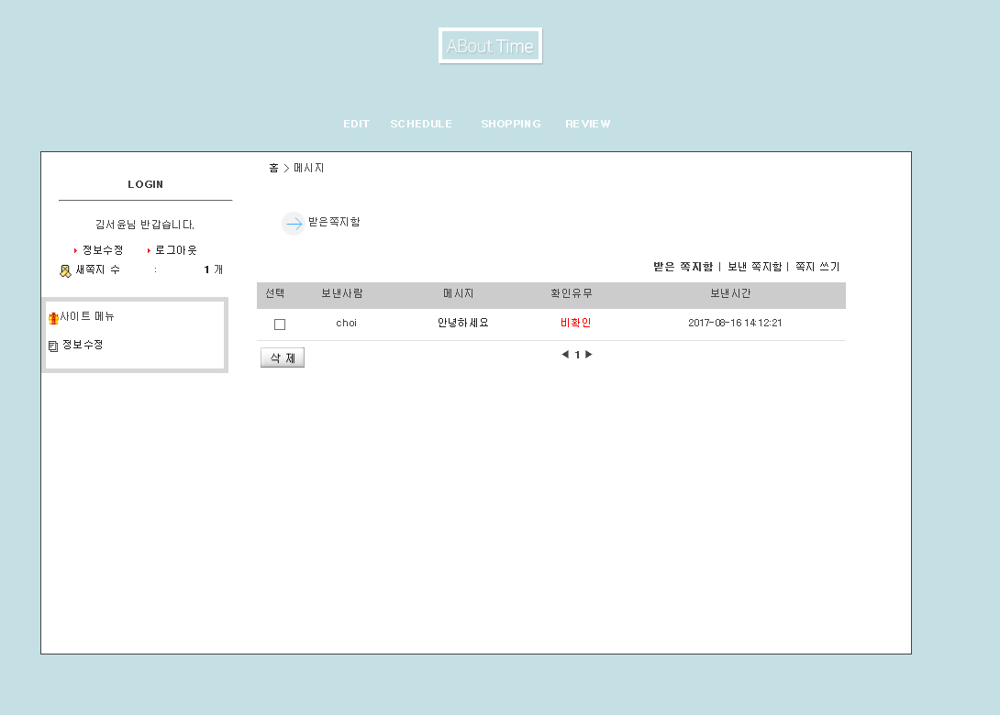 ABout Time
EDIT SCHEDULE SHOPPING REVIEW
LOGIN
김서윤님 반갑습니다.
정보수정 로그아웃
새쪽지 수 : 1 개
사이트 메뉴
정보수정
홈 > 메시지
받은쪽지함
받은 쪽지함 | 보낸 쪽지함 | 쪽지 쓰기
선택 보낸사람 메시지 확인유무 보낸시간
choi 안녕하세요 비확인 2017-08-16 14:12:21
삭 제 ◀ 1 ▶